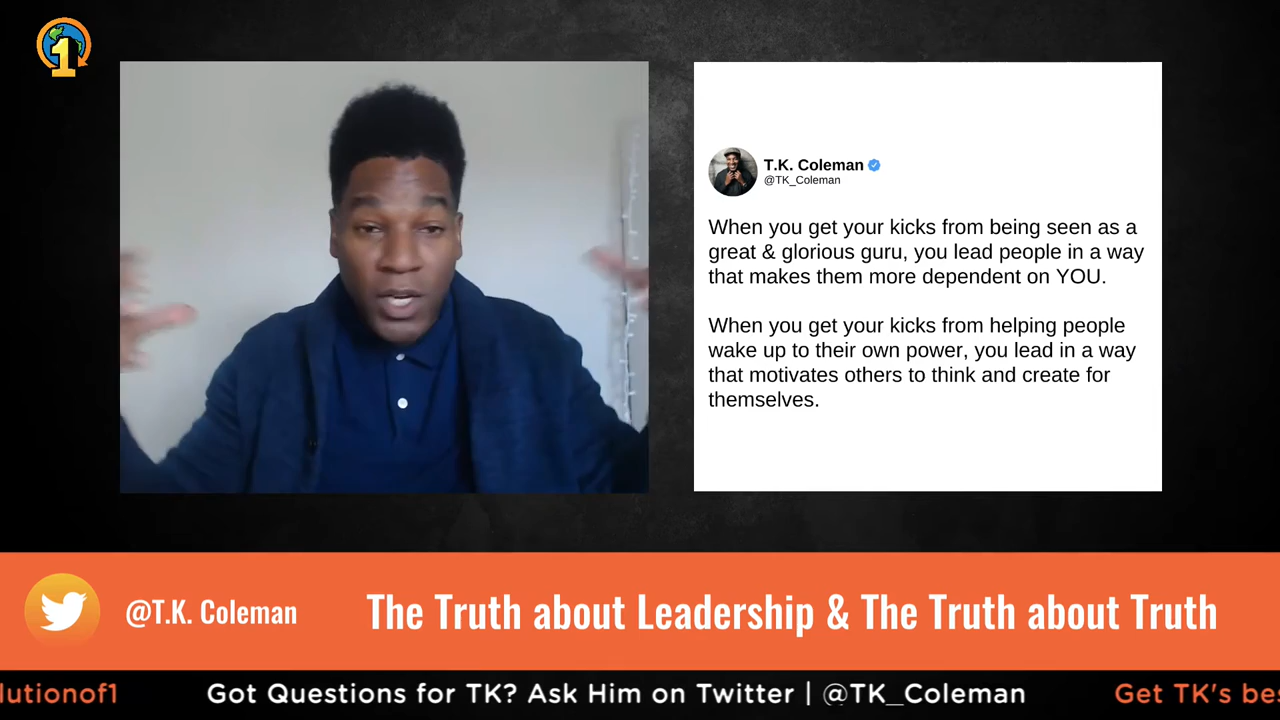 1
T.K. Coleman
@TK_Coleman
When you get your kicks from being seen as a
great & glorious guru, you lead people in a way
that makes them more dependent on YOU.
When you get your kicks from helping people
wake up to their own power, you lead in a way
that motivates others to think and create for
themselves.
@T.K. Coleman
The Truth about Leadership & The Truth about Truth
lutionof1 Got Questions for TK? Ask Him on Twitter | @TK_Coleman Get TK's bes